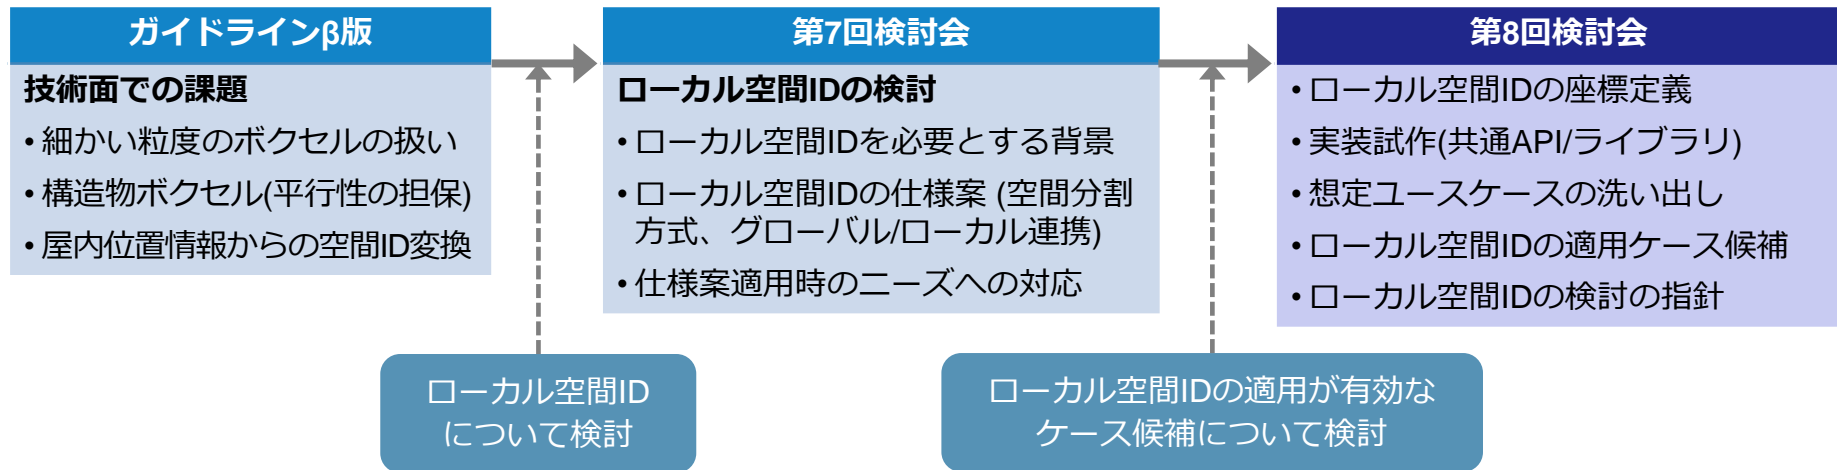 ガイドラインβ版
技術面での課題
• 細かい粒度のボクセルの扱い
• 構造物ボクセル(平行性の担保)
• 屋内位置情報からの空間ID変換
第7回検討会
ローカル空間IDの検討
• ローカル空間IDを必要とする背景
• ローカル空間IDの仕様案 (空間分割
方式、グローバル/ローカル連携)
• 仕様案適用時のニーズへの対応
第8回検討会
• ローカル空間IDの座標定義
• 実装試作(共通API/ライブラリ)
• 想定ユースケースの洗い出し
• ローカル空間IDの適用ケース候補
• ローカル空間IDの検討の指針
ローカル空間ID
について検討
ローカル空間IDの適用が有効な
ケース候補について検討